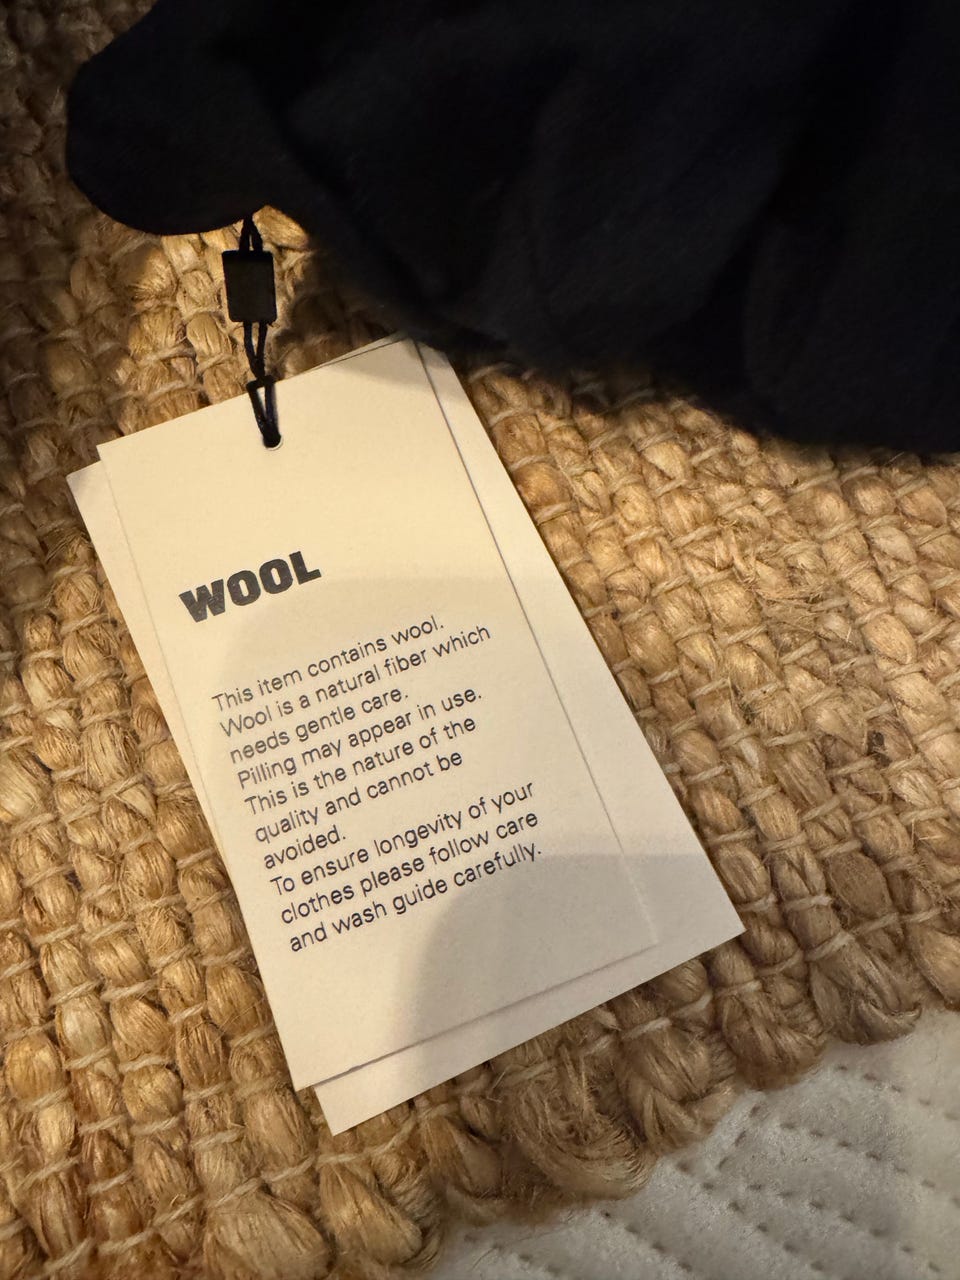 WOOL
This item contains wool.
Wool is a natural fiber which
needs gentle care.
Pilling may appear in use.
This is the nature of the
quality and cannot be
avoided.
To ensure longevity of your
clothes please follow care
and wash guide carefully.